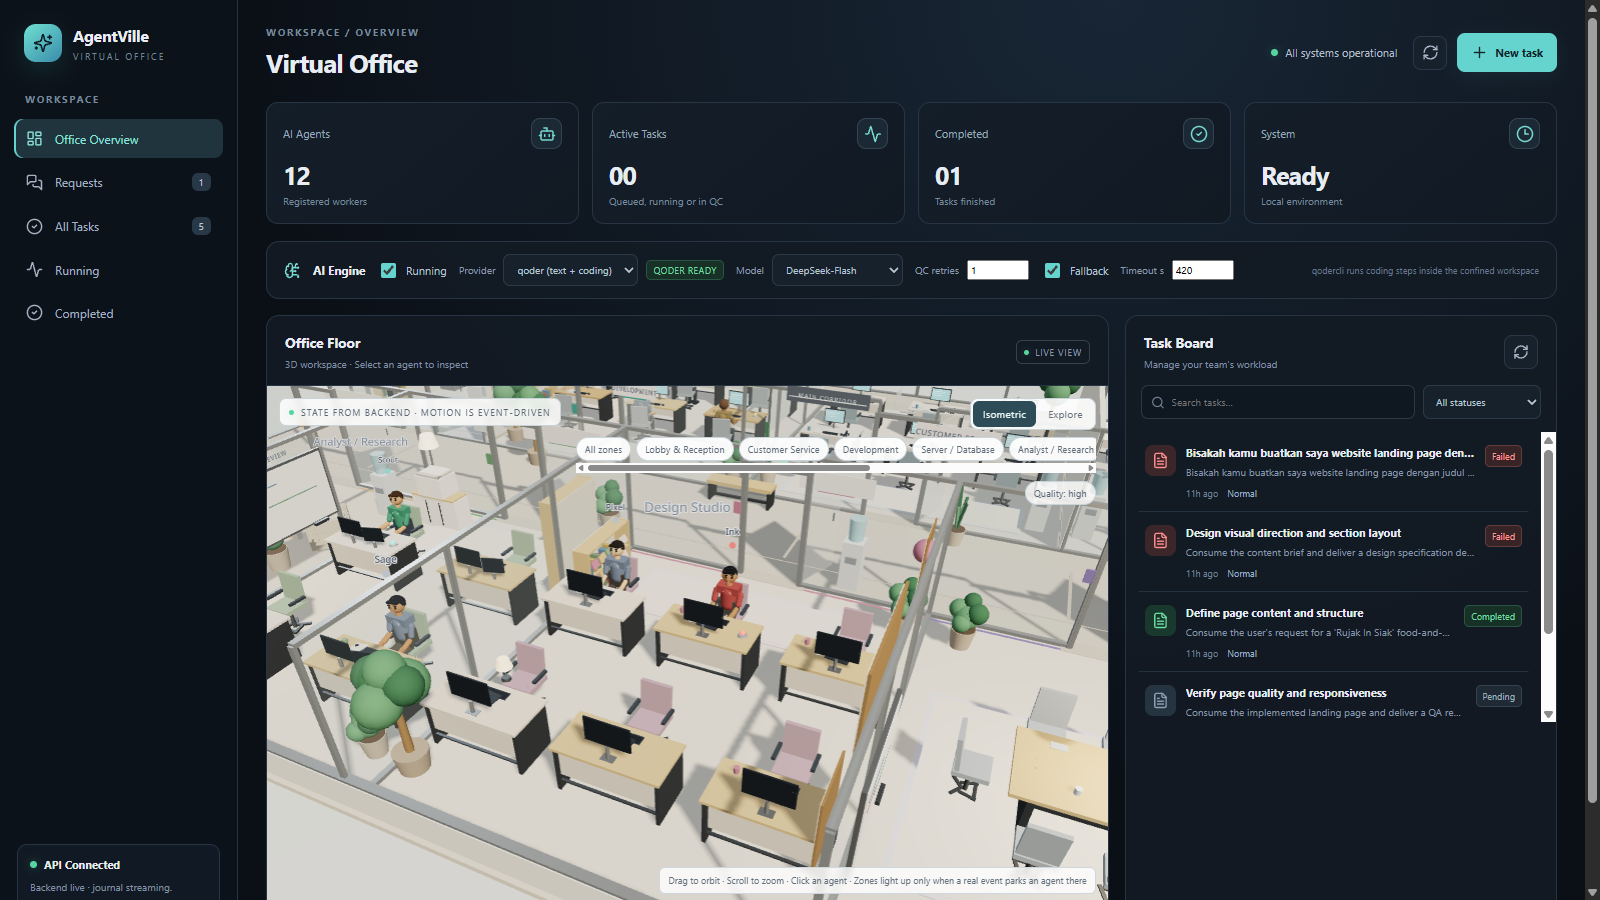 AgentVille
VIRTUAL OFFICE
WORKSPACE
Office Overview
Requests 1
All Tasks 5
Running
Completed
API Connected
Backend live · journal streaming.
WORKSPACE / OVERVIEW
Virtual Office
All systems operational
New task
AI Agents
12
Registered workers
Active Tasks
00
Queued, running or in QC
Completed
01
Tasks finished
System
Ready
Local environment
AI Engine Running Provider qoder (text + coding) QODER READY Model DeepSeek-Flash QC retries 1 Fallback Timeout s 420 qodercli runs coding steps inside the confined workspace
Office Floor
3D workspace · Select an agent to inspect
LIVE VIEW
STATE FROM BACKEND · MOTION IS EVENT-DRIVEN
Isometric Explore
All zones Lobby & Reception Customer Service Development Server / Database Analyst / Research
Quality: high
DEVELOPMENT
MAIN CORRIDOR
Analyst / Research
Scout
Sage
Pixel
Design Studio
Ink
Drag to orbit · Scroll to zoom · Click an agent · Zones light up only when a real event parks an agent there
Task Board
Manage your team's workload
Search tasks...
All statuses
Bisakah kamu buatkan saya website landing page den... Failed
Bisakah kamu buatkan saya website landing page dengan judul ...
11h ago Normal
Design visual direction and section layout Failed
Consume the content brief and deliver a design specification de...
11h ago Normal
Define page content and structure Completed
Consume the user's request for a 'Rujak In Siak' food-and-...
11h ago Normal
Verify page quality and responsiveness Pending
Consume the implemented landing page and deliver a QA re...